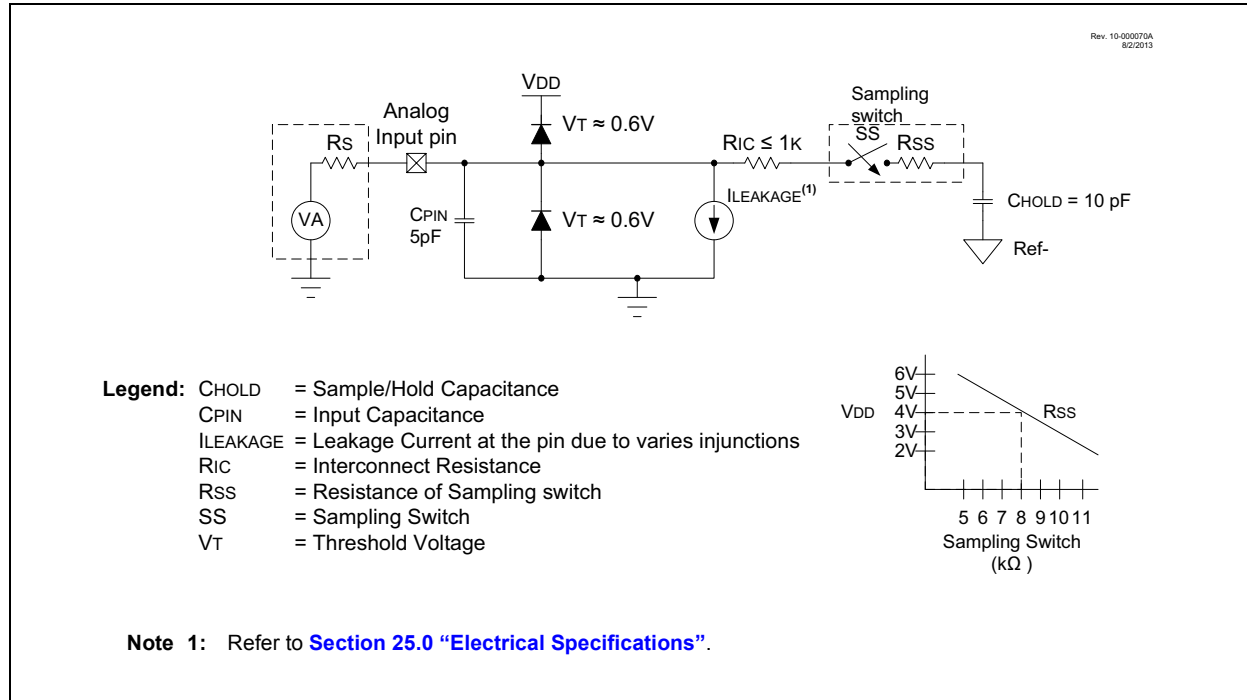 Rev. 10-000070A
8/2/2013
VDD
Analog
Input pin
Sampling
switch
VT ≈ 0.6V
RS
RIC ≤ 1K
SS
RSS
VA
CPIN
5pF
VT ≈ 0.6V
ILEAKAGE(1)
CHOLD = 10 pF
Ref-
Legend: CHOLD = Sample/Hold Capacitance
CPIN = Input Capacitance
ILEAKAGE = Leakage Current at the pin due to varies injunctions
RIC = Interconnect Resistance
RSS = Resistance of Sampling switch
SS = Sampling Switch
VT = Threshold Voltage
6V
5V
VDD 4V RSS
3V
2V
5 6 7 8 9 10 11
Sampling Switch
(kΩ )
Note 1: Refer to Section 25.0 “Electrical Specifications”.